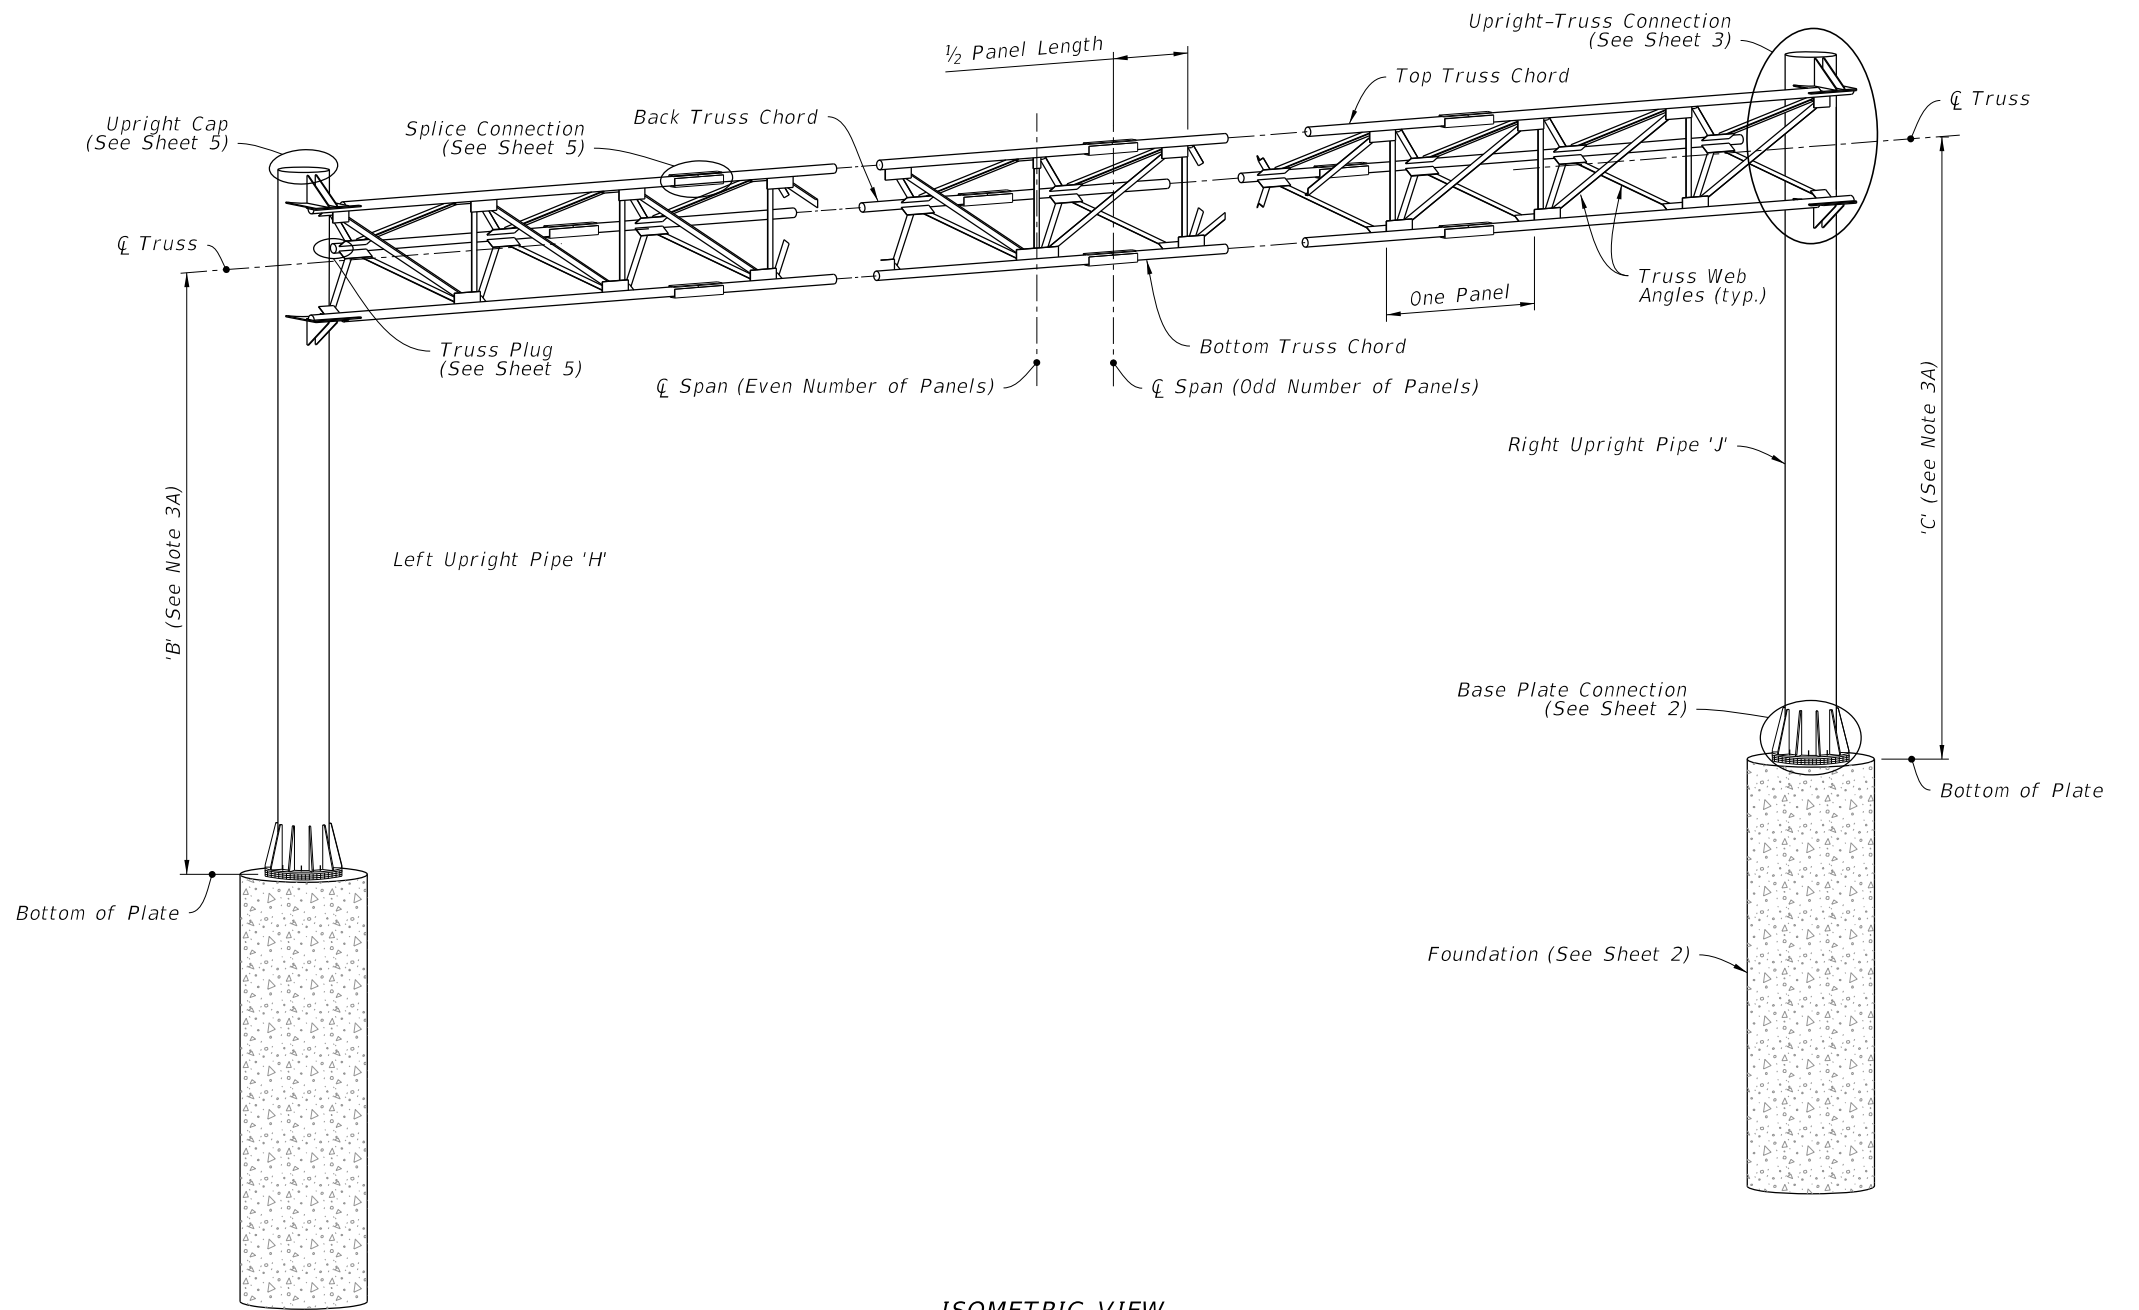 Upright-Truss Connection
(See Sheet 3)
½ Panel Length
Top Truss Chord
℄ Truss
Back Truss Chord
Upright Cap
(See Sheet 5)
Splice Connection
(See Sheet 5)
℄ Truss
Truss Web
Angles (typ.)
One Panel
Bottom Truss Chord
Truss Plug
(See Sheet 5)
℄ Span (Even Number of Panels)
℄ Span (Odd Number of Panels)
Right Upright Pipe 'J'
'C' (See Note 3A)
'B' (See Note 3A)
Left Upright Pipe 'H'
Base Plate Connection
(See Sheet 2)
Bottom of Plate
Bottom of Plate
Foundation (See Sheet 2)
ISOMETRIC VIEW